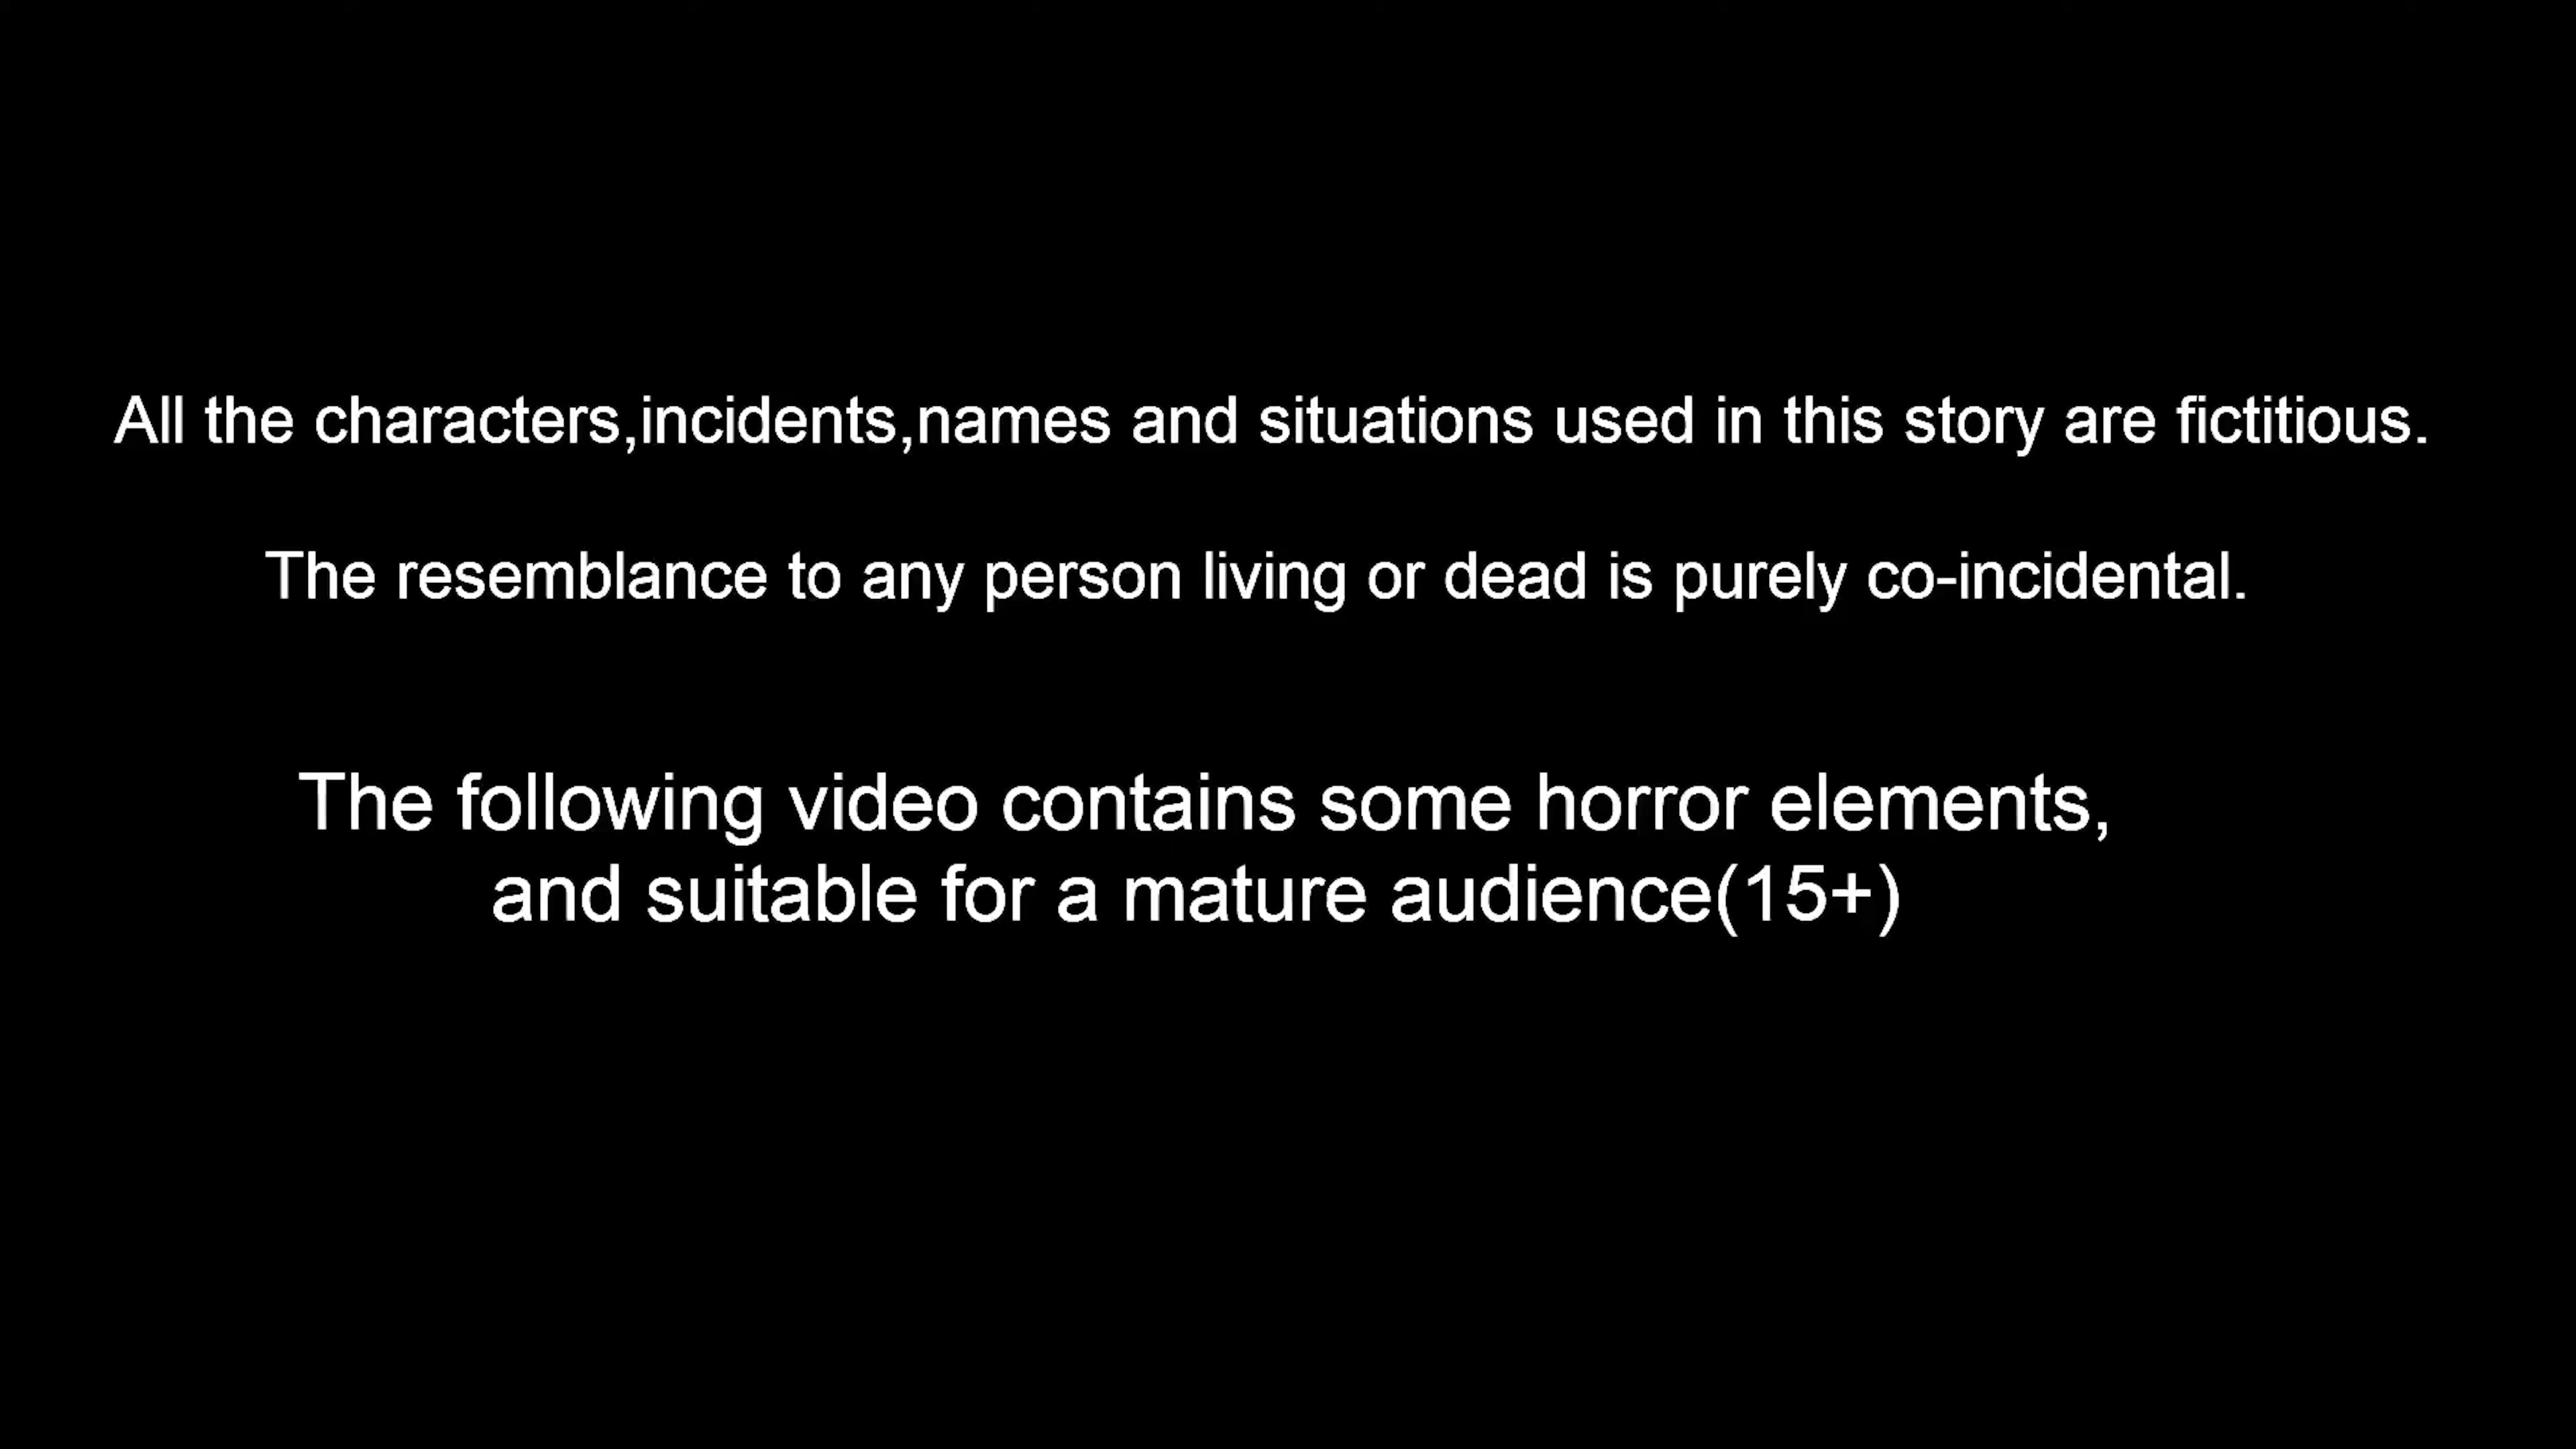 All the characters,incidents,names and situations used in this story are fictitious.
The resemblance to any person living or dead is purely co-incidental.
The following video contains some horror elements,
and suitable for a mature audience(15+)